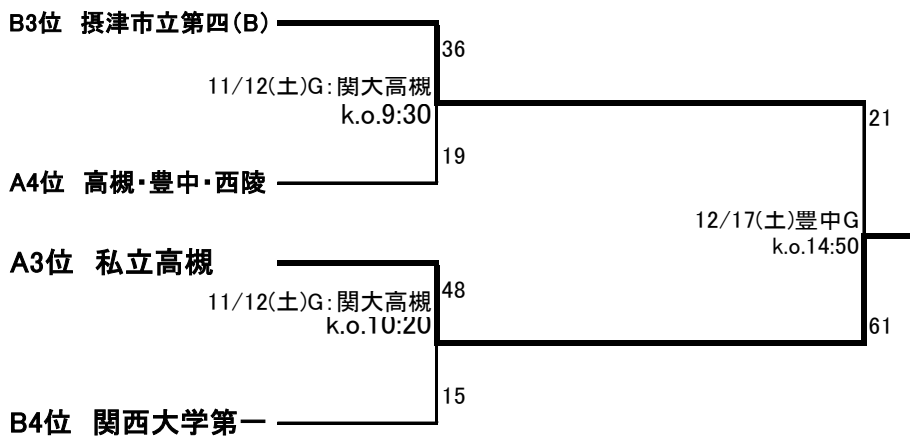 B3位 摂津市立第四(B)
36
11/12(土)G:関大高槻
k.o.9:30
21
19
A4位 高槻・豊中・西陵
12/17(土)豊中G
k.o.14:50
A3位 私立高槻
48
11/12(土)G:関大高槻
k.o.10:20
61
15
B4位 関西大学第一